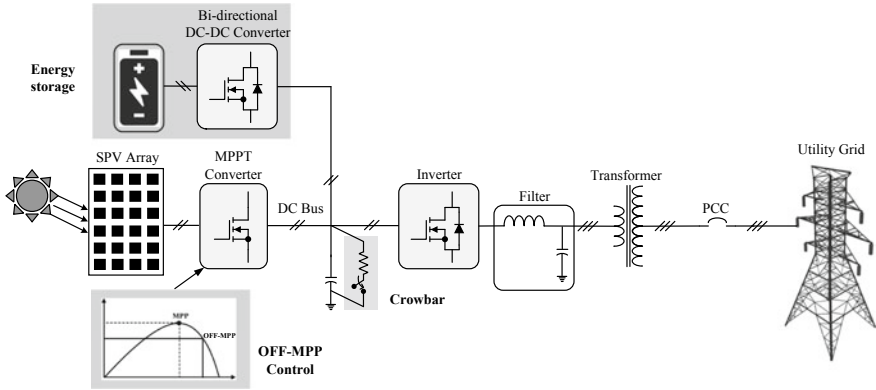 Bi-directional
DC-DC Converter
Energy
storage
SPV Array
MPPT
Converter
DC Bus
Inverter
Filter
Transformer
PCC
Utility Grid
Crowbar
MPP
OFF-MPP
OFF-MPP
Control